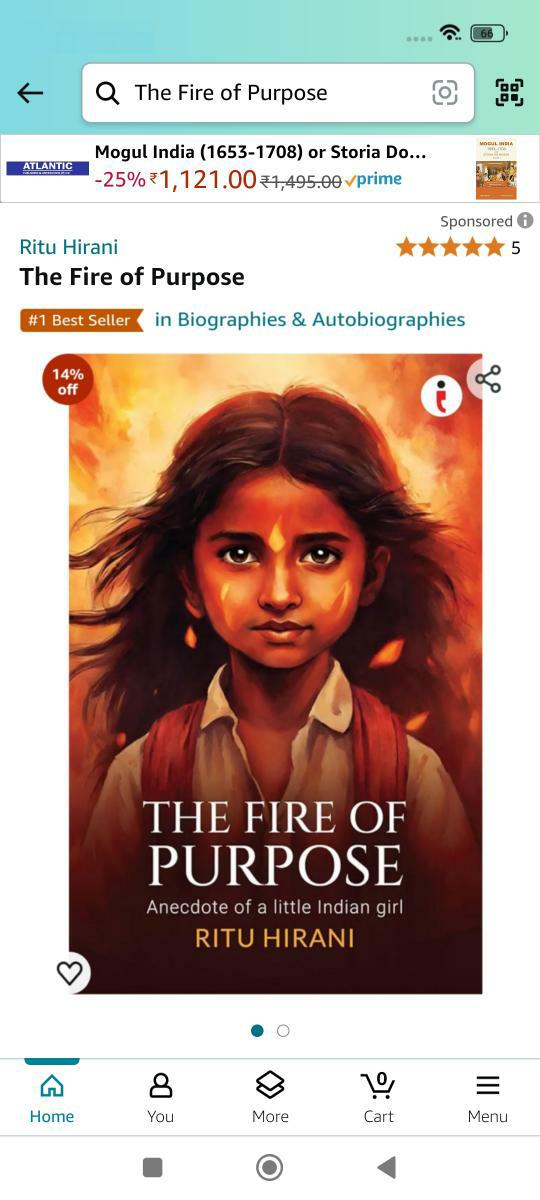 66
The Fire of Purpose
ATLANTIC
Mogul India (1653-1708) or Storia Do...
-25% ₹1,121.00 ₹1,495.00 prime
MOGUL INDIA
Sponsored
Ritu Hirani
5
The Fire of Purpose
#1 Best Seller in Biographies & Autobiographies
14%
off
THE FIRE OF
PURPOSE
Anecdote of a little Indian girl
RITU HIRANI
0
Home
You
More
Cart
Menu